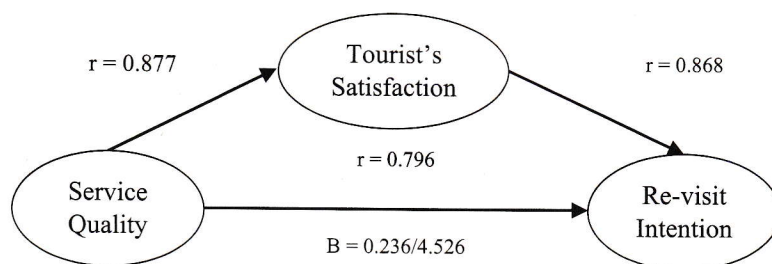 Tourist's
Satisfaction
r = 0.877
r = 0.868
r = 0.796
Service
Quality
Re-visit
Intention
B = 0.236/4.526